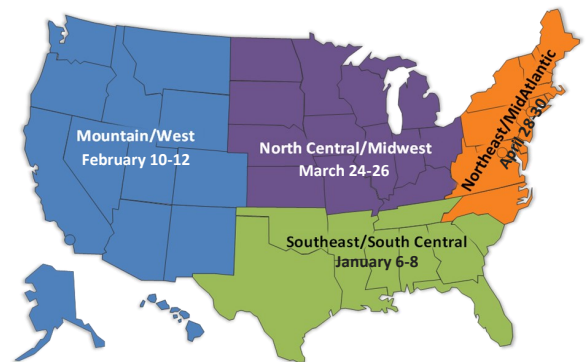 Mountain/West
February 10-12
North Central/Midwest
March 24-26
Northeast/MidAtlantic
April 28-30
Southeast/South Central
January 6-8